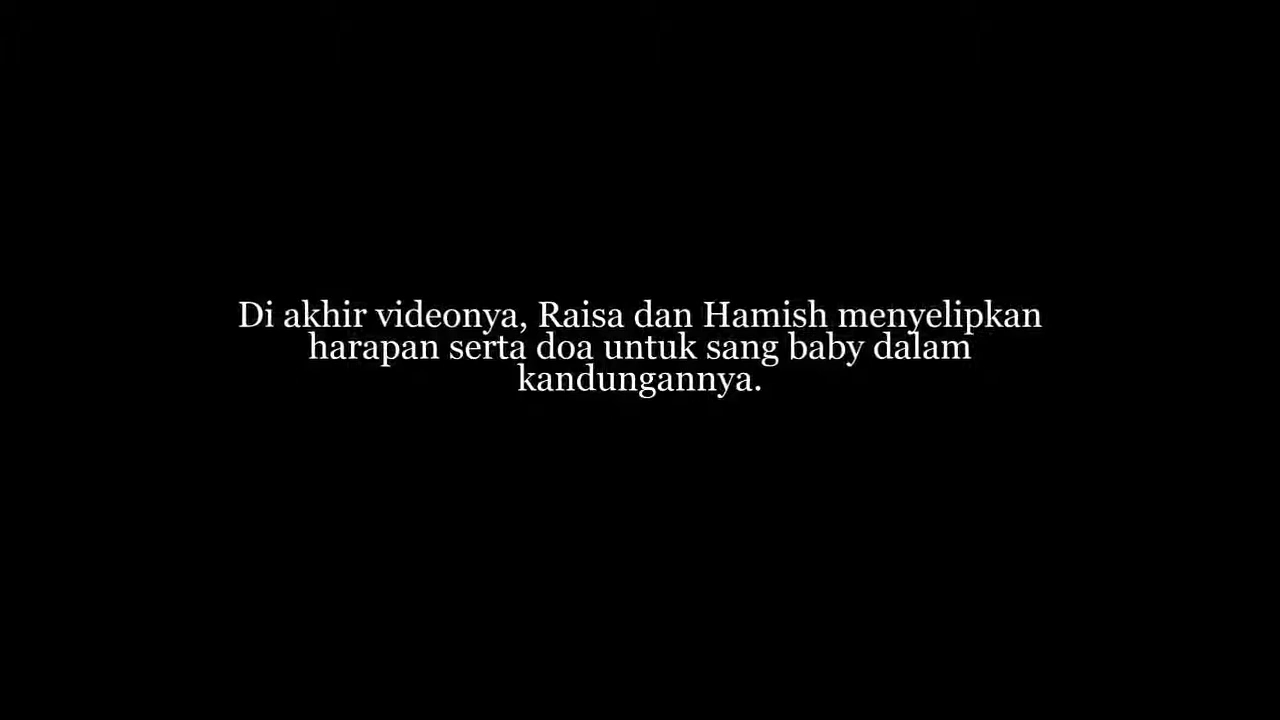 Di akhir videonya, Raisa dan Hamish menyelipkan
harapan serta doa untuk sang baby dalam
kandungannya.